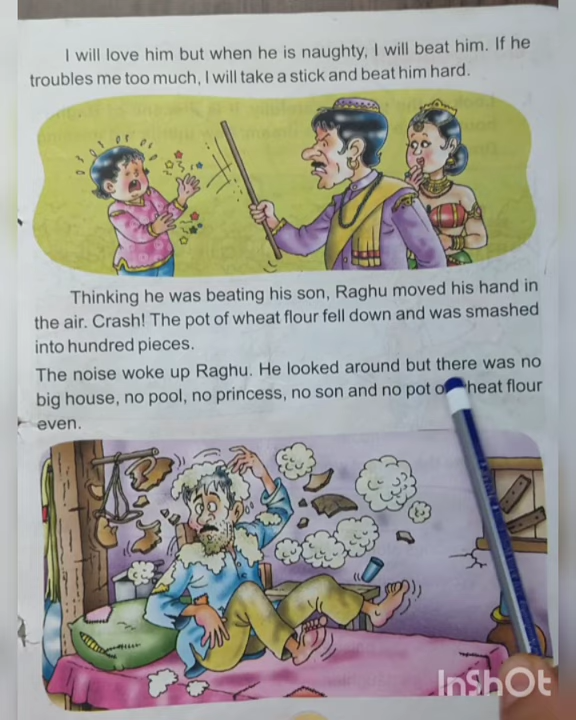 I will love him but when he is naughty, I will beat him. If he
troubles me too much, I will take a stick and beat him hard.
Thinking he was beating his son, Raghu moved his hand in
the air. Crash! The pot of wheat flour fell down and was smashed
into hundred pieces.
The noise woke up Raghu. He looked around but there was no
big house, no pool, no princess, no son and no pot heat flour
even.
InShOt